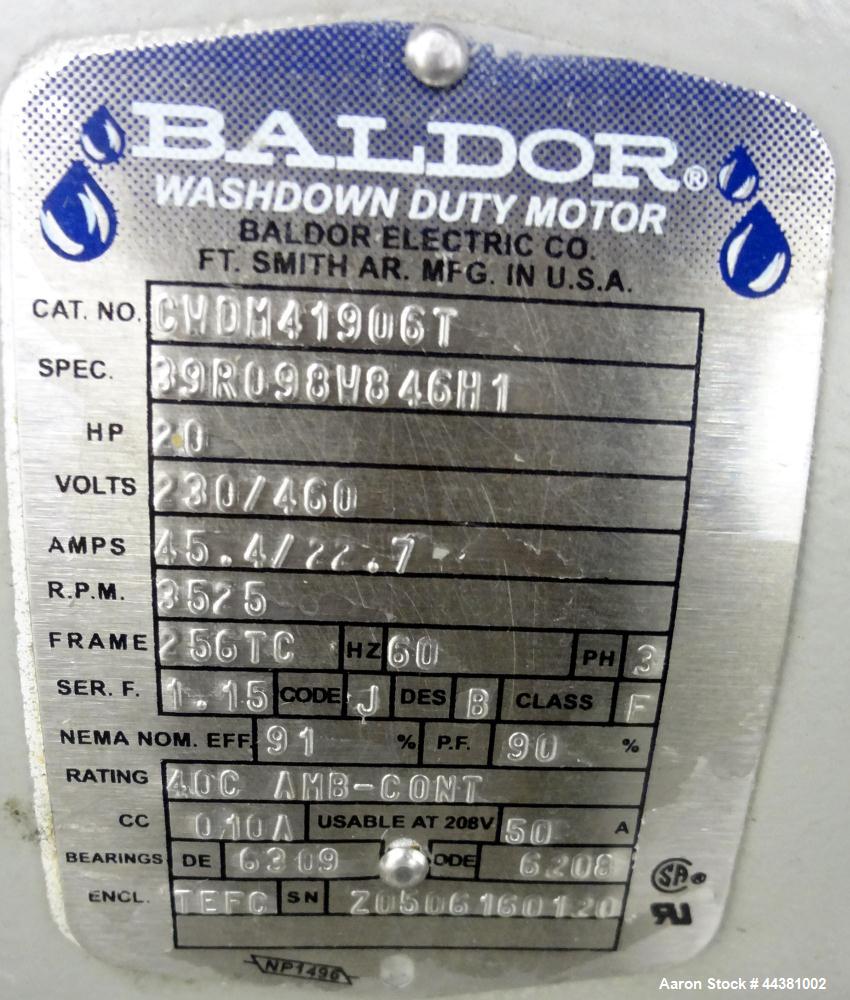 BALDOR®
WASHDOWN DUTY MOTOR
BALDOR ELECTRIC CO.
FT. SMITH AR. MFG. IN U.S.A.
CAT. NO. CWDM41906T
SPEC. 39R098W846H1
HP 20
VOLTS 230/460
AMPS 45.4/22.7
R.P.M. 3525
FRAME 256TC HZ 60 PH 3
SER. F. 1.15 CODE J DES B CLASS F
NEMA NOM. EFF. 91 % P.F. 90 %
RATING 40C AMB-CONT
CC 010A USABLE AT 208V 50 A
BEARINGS DE 6309 ODE 6208
ENCL. TEFC SN Z0506160120
SA®
RU
NP1496
Aaron Stock # 44381002